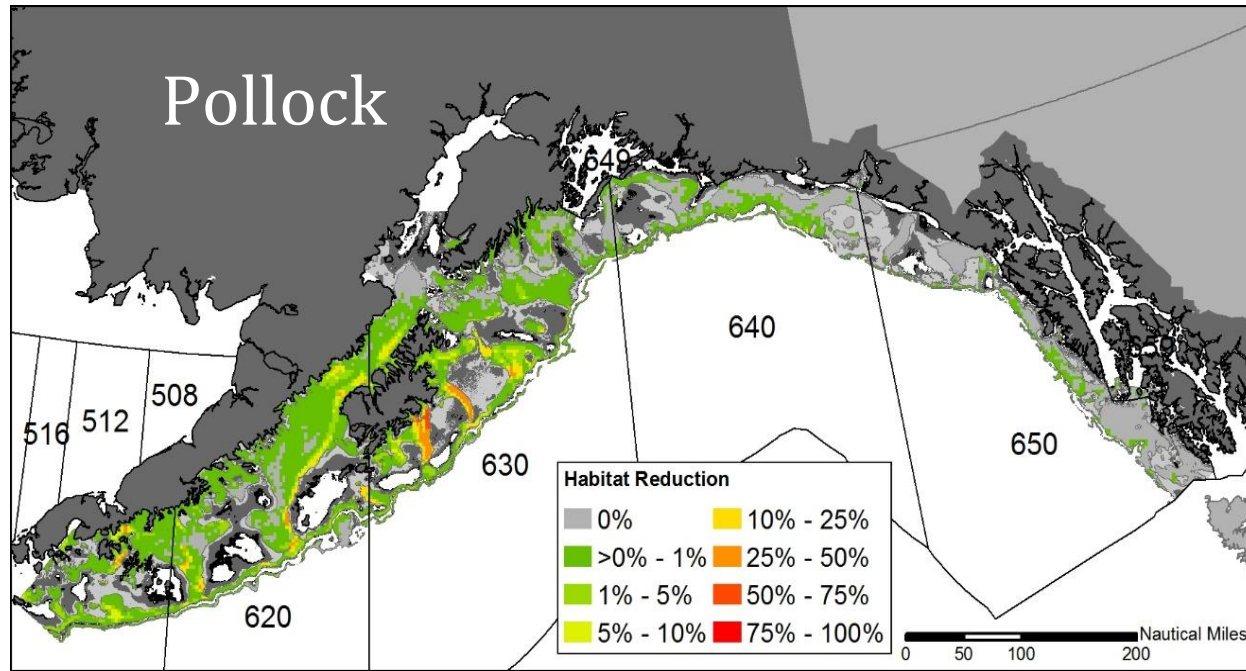 Pollock
649
640
508
512
516
650
630
620
Habitat Reduction
0%
>0% - 1%
1% - 5%
5% - 10%
10% - 25%
25% - 50%
50% - 75%
75% - 100%
Nautical Miles
0 50 100 200